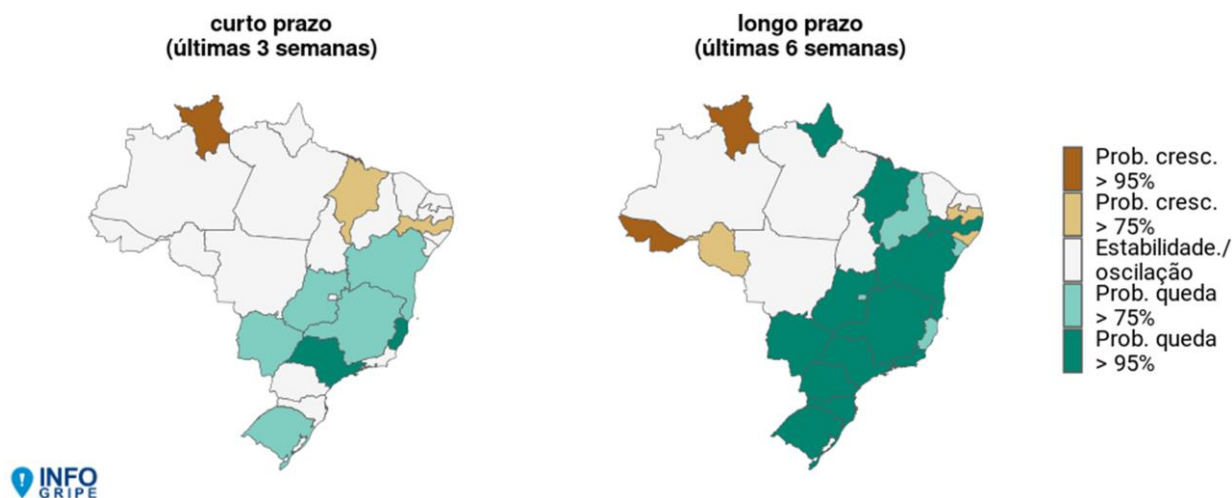 curto prazo
(últimas 3 semanas)
longo prazo
(últimas 6 semanas)
Prob. cresc.
> 95%
Prob. cresc.
> 75%
Estabilidade./
oscilação
Prob. queda
> 75%
Prob. queda
> 95%
INFO
GRIPE